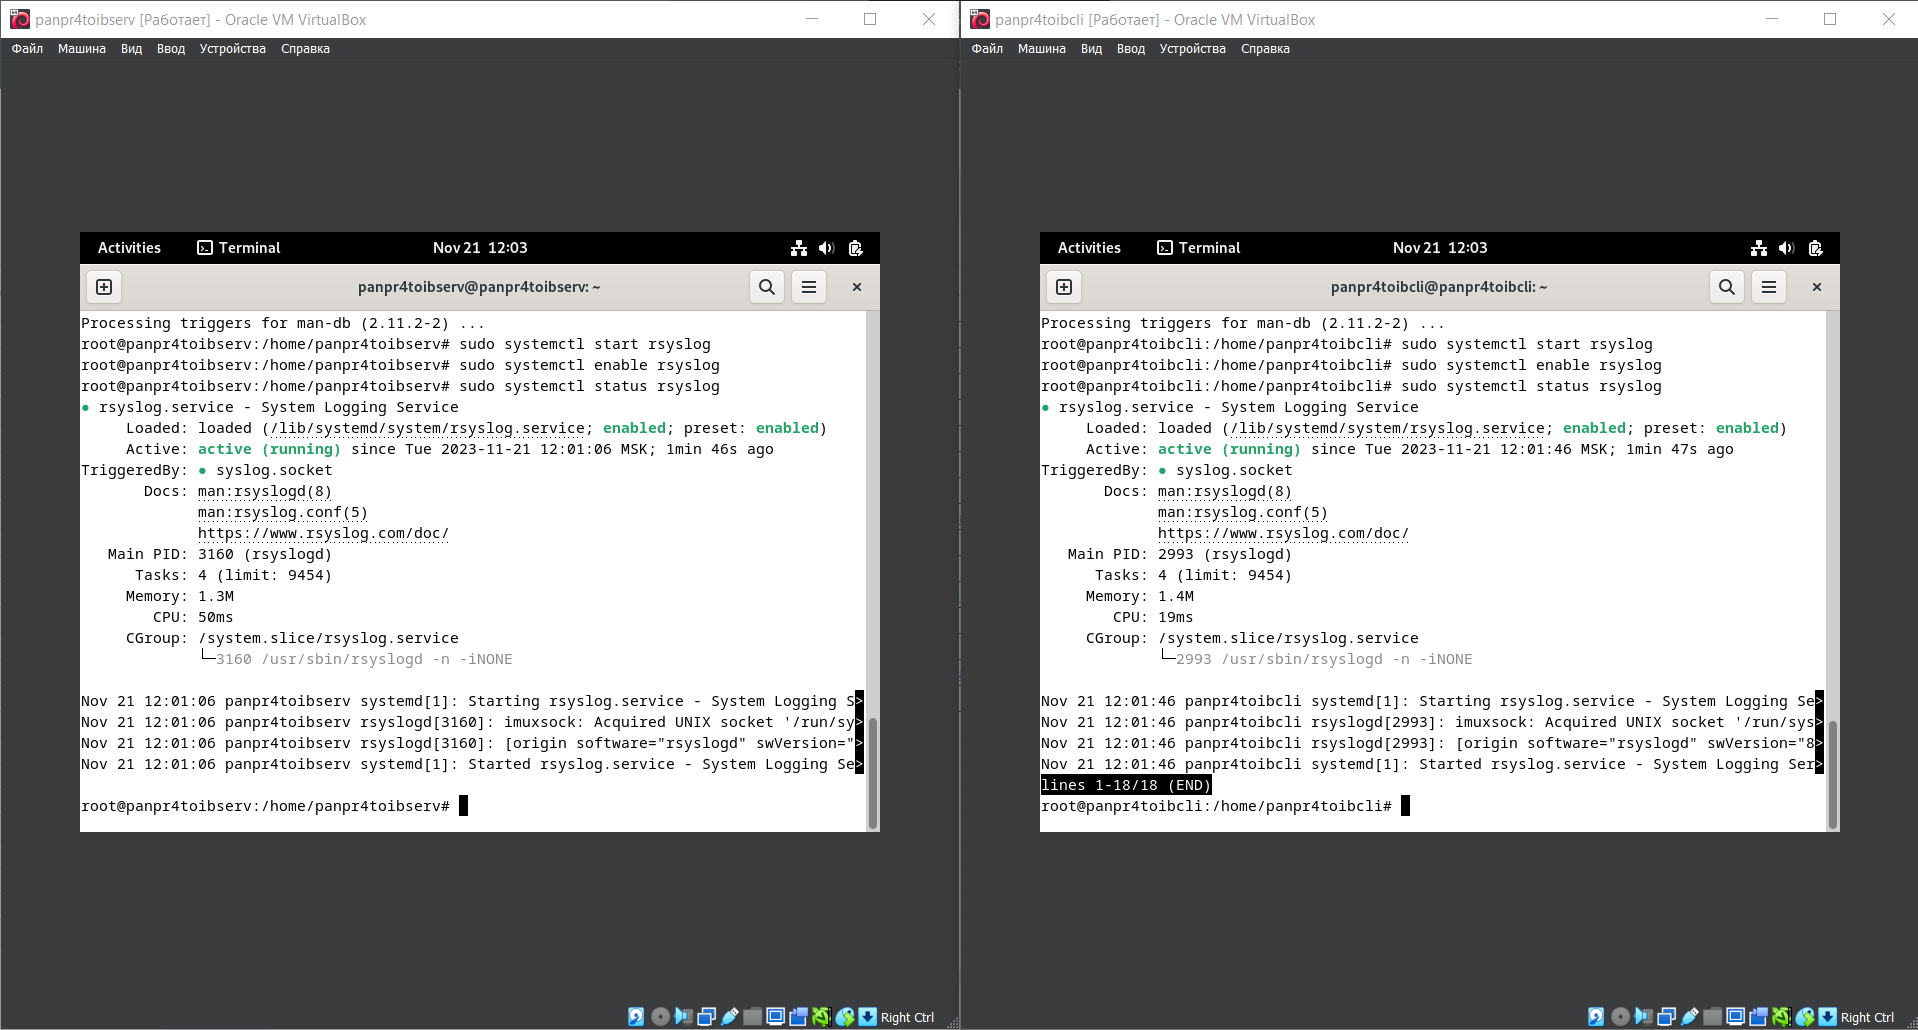 panpr4toibserv [Работает] - Oracle VM VirtualBox
Файл Машина Вид Ввод Устройства Справка
Activities Terminal Nov 21 12:03
panpr4toibserv@panpr4toibserv: ~
Processing triggers for man-db (2.11.2-2) ...
root@panpr4toibserv:/home/panpr4toibserv# sudo systemctl start rsyslog
root@panpr4toibserv:/home/panpr4toibserv# sudo systemctl enable rsyslog
root@panpr4toibserv:/home/panpr4toibserv# sudo systemctl status rsyslog
● rsyslog.service - System Logging Service
Loaded: loaded (/lib/systemd/system/rsyslog.service; enabled; preset: enabled)
Active: active (running) since Tue 2023-11-21 12:01:06 MSK; 1min 46s ago
TriggeredBy: ● syslog.socket
Docs: man:rsyslogd(8)
man:rsyslog.conf(5)
https://www.rsyslog.com/doc/
Main PID: 3160 (rsyslogd)
Tasks: 4 (limit: 9454)
Memory: 1.3M
CPU: 50ms
CGroup: /system.slice/rsyslog.service
└─3160 /usr/sbin/rsyslogd -n -iNONE
Nov 21 12:01:06 panpr4toibserv systemd[1]: Starting rsyslog.service - System Logging S>
Nov 21 12:01:06 panpr4toibserv rsyslogd[3160]: imuxsock: Acquired UNIX socket '/run/sy>
Nov 21 12:01:06 panpr4toibserv rsyslogd[3160]: [origin software="rsyslogd" swVersion=">
Nov 21 12:01:06 panpr4toibserv systemd[1]: Started rsyslog.service - System Logging Se>
root@panpr4toibserv:/home/panpr4toibserv#
Right Ctrl
panpr4toibcli [Работает] - Oracle VM VirtualBox
Файл Машина Вид Ввод Устройства Справка
Activities Terminal Nov 21 12:03
panpr4toibcli@panpr4toibcli: ~
Processing triggers for man-db (2.11.2-2) ...
root@panpr4toibcli:/home/panpr4toibcli# sudo systemctl start rsyslog
root@panpr4toibcli:/home/panpr4toibcli# sudo systemctl enable rsyslog
root@panpr4toibcli:/home/panpr4toibcli# sudo systemctl status rsyslog
● rsyslog.service - System Logging Service
Loaded: loaded (/lib/systemd/system/rsyslog.service; enabled; preset: enabled)
Active: active (running) since Tue 2023-11-21 12:01:46 MSK; 1min 47s ago
TriggeredBy: ● syslog.socket
Docs: man:rsyslogd(8)
man:rsyslog.conf(5)
https://www.rsyslog.com/doc/
Main PID: 2993 (rsyslogd)
Tasks: 4 (limit: 9454)
Memory: 1.4M
CPU: 19ms
CGroup: /system.slice/rsyslog.service
└─2993 /usr/sbin/rsyslogd -n -iNONE
Nov 21 12:01:46 panpr4toibcli systemd[1]: Starting rsyslog.service - System Logging Se>
Nov 21 12:01:46 panpr4toibcli rsyslogd[2993]: imuxsock: Acquired UNIX socket '/run/sys>
Nov 21 12:01:46 panpr4toibcli rsyslogd[2993]: [origin software="rsyslogd" swVersion="8>
Nov 21 12:01:46 panpr4toibcli systemd[1]: Started rsyslog.service - System Logging Ser>
lines 1-18/18 (END)
root@panpr4toibcli:/home/panpr4toibcli#
Right Ctrl